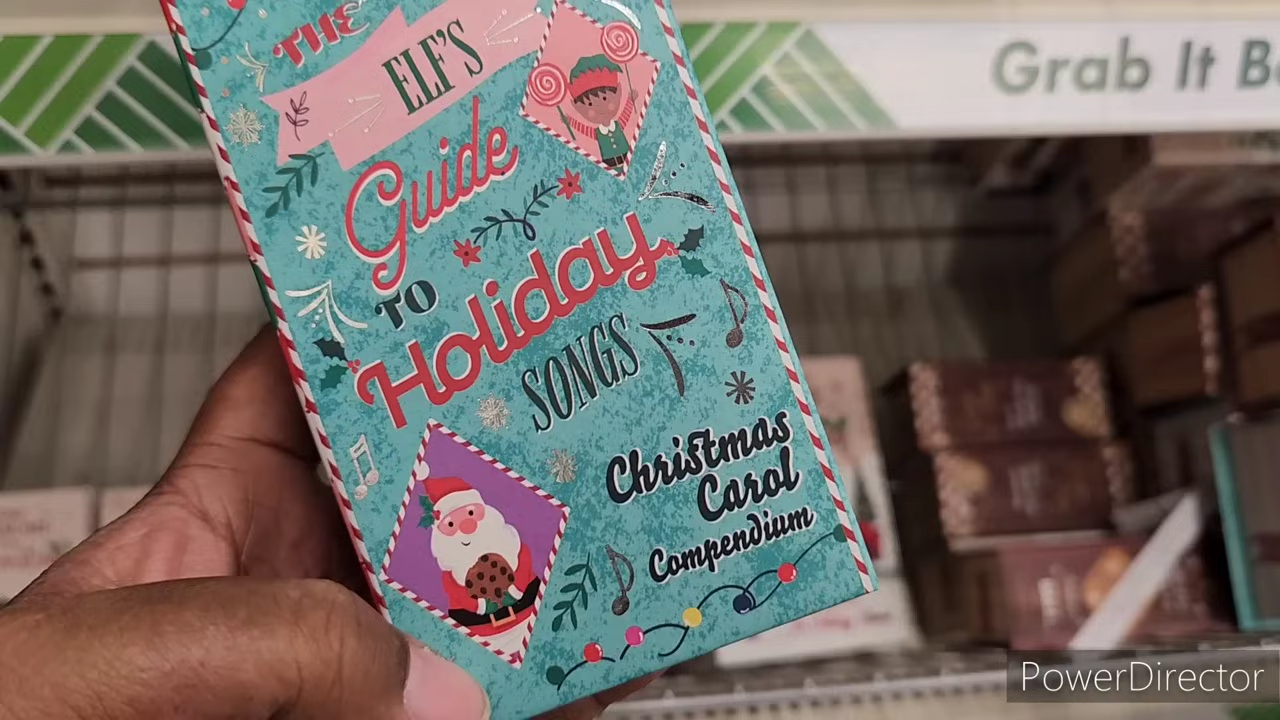 THE
ELF'S
Guide
TO
Holiday
SONGS
Christmas
Carol
Compendium
Grab It
PowerDirector